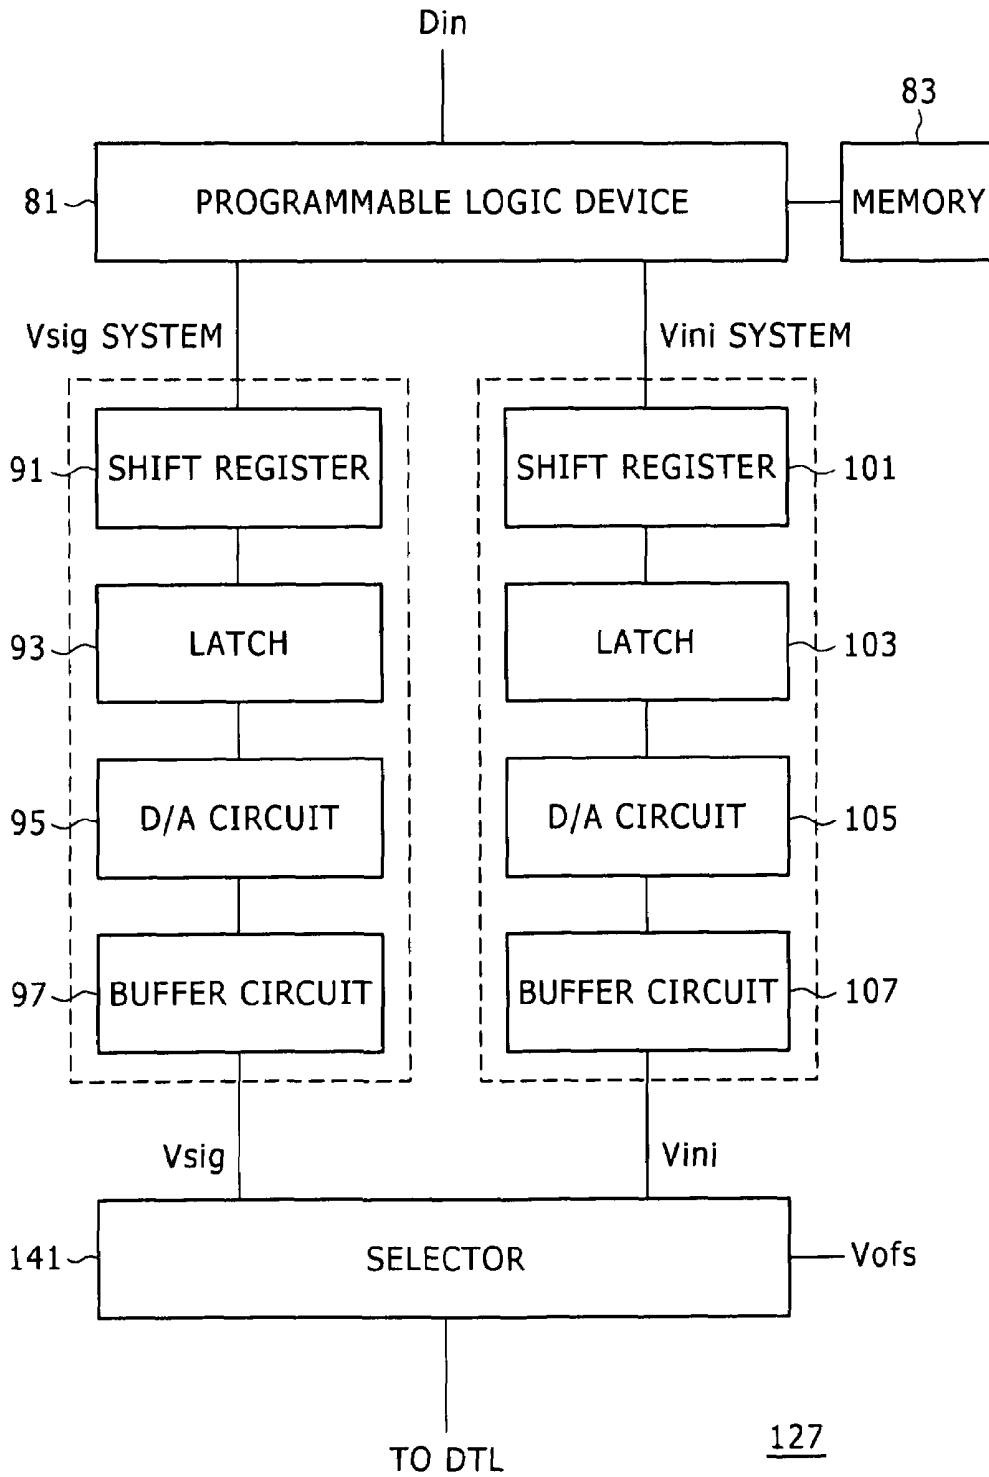 Din
83
81
PROGRAMMABLE LOGIC DEVICE
MEMORY
Vsig SYSTEM
Vini SYSTEM
91
SHIFT REGISTER
SHIFT REGISTER
101
93
LATCH
LATCH
103
95
D/A CIRCUIT
D/A CIRCUIT
105
97
BUFFER CIRCUIT
BUFFER CIRCUIT
107
Vsig
Vini
141
SELECTOR
Vofs
TO DTL
127